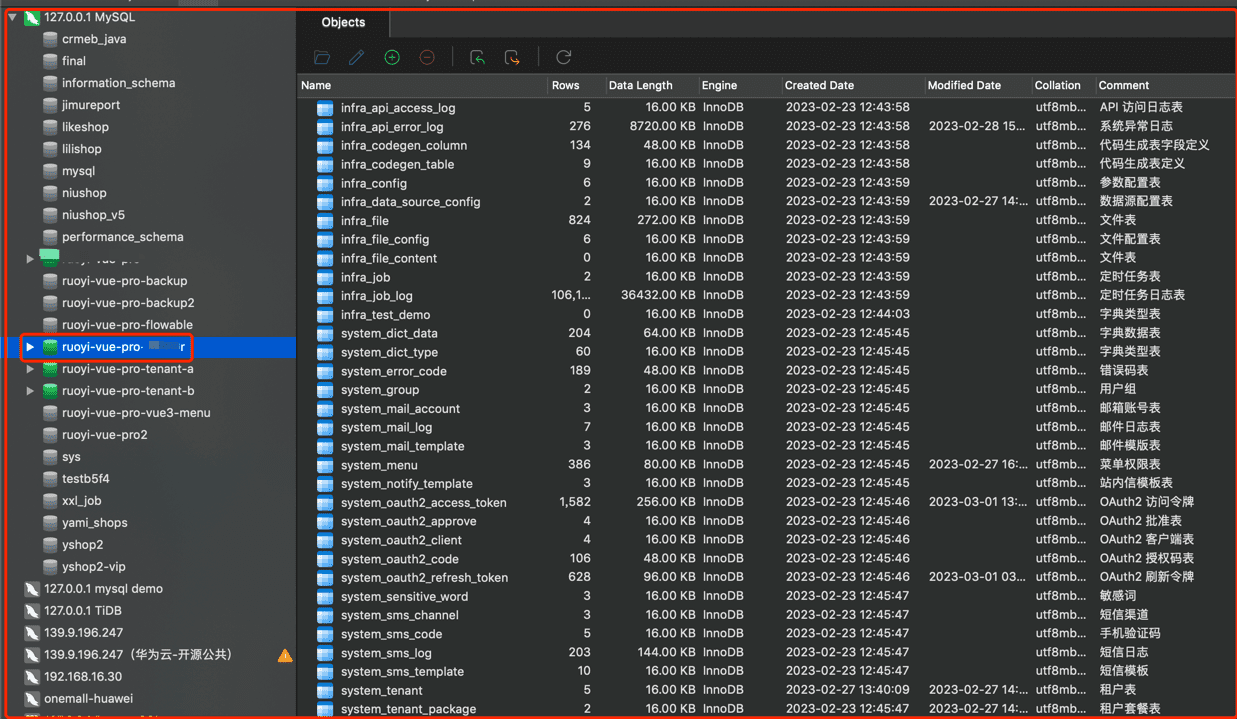 127.0.0.1 MySQL
crmeb_java
final
information_schema
jimureport
likeshop
lilishop
mysql
niushop
niushop_v5
performance_schema
ruoyi-vue-pro-backup
ruoyi-vue-pro-backup2
ruoyi-vue-pro-flowable
ruoyi-vue-pro- r
ruoyi-vue-pro-tenant-a
ruoyi-vue-pro-tenant-b
ruoyi-vue-pro-vue3-menu
ruoyi-vue-pro2
sys
testb5f4
xxl_job
yami_shops
yshop2
yshop2-vip
127.0.0.1 mysql demo
127.0.0.1 TiDB
139.9.196.247
139.9.196.247（华为云-开源公共）
192.168.16.30
onemall-huawei
Objects
Name Rows Data Length Engine Created Date Modified Date Collation Comment
infra_api_access_log 5 16.00 KB InnoDB 2023-02-23 12:43:58 utf8mb... API 访问日志表
infra_api_error_log 276 8720.00 KB InnoDB 2023-02-23 12:43:58 2023-02-28 15... utf8mb... 系统异常日志
infra_codegen_column 134 48.00 KB InnoDB 2023-02-23 12:43:58 utf8mb... 代码生成表字段定义
infra_codegen_table 9 16.00 KB InnoDB 2023-02-23 12:43:58 utf8mb... 代码生成表定义
infra_config 6 16.00 KB InnoDB 2023-02-23 12:43:59 utf8mb... 参数配置表
infra_data_source_config 2 16.00 KB InnoDB 2023-02-23 12:43:59 2023-02-27 14:... utf8mb... 数据源配置表
infra_file 824 272.00 KB InnoDB 2023-02-23 12:43:59 utf8mb... 文件表
infra_file_config 6 16.00 KB InnoDB 2023-02-23 12:43:59 utf8mb... 文件配置表
infra_file_content 0 16.00 KB InnoDB 2023-02-23 12:43:59 utf8mb... 文件表
infra_job 2 16.00 KB InnoDB 2023-02-23 12:43:59 utf8mb... 定时任务表
infra_job_log 106,1... 36432.00 KB InnoDB 2023-02-23 12:43:59 utf8mb... 定时任务日志表
infra_test_demo 0 16.00 KB InnoDB 2023-02-23 12:44:03 utf8mb... 字典类型表
system_dict_data 204 64.00 KB InnoDB 2023-02-23 12:45:45 utf8mb... 字典数据表
system_dict_type 60 16.00 KB InnoDB 2023-02-23 12:45:45 utf8mb... 字典类型表
system_error_code 189 48.00 KB InnoDB 2023-02-23 12:45:45 utf8mb... 错误码表
system_group 2 16.00 KB InnoDB 2023-02-23 12:45:45 utf8mb... 用户组
system_mail_account 3 16.00 KB InnoDB 2023-02-23 12:45:45 utf8mb... 邮箱账号表
system_mail_log 7 16.00 KB InnoDB 2023-02-23 12:45:45 utf8mb... 邮件日志表
system_mail_template 3 16.00 KB InnoDB 2023-02-23 12:45:45 utf8mb... 邮件模版表
system_menu 386 80.00 KB InnoDB 2023-02-23 12:45:45 2023-02-27 16:... utf8mb... 菜单权限表
system_notify_template 3 16.00 KB InnoDB 2023-02-23 12:45:45 utf8mb... 站内信模板表
system_oauth2_access_token 1,582 256.00 KB InnoDB 2023-02-23 12:45:46 2023-03-01 13:... utf8mb... OAuth2 访问令牌
system_oauth2_approve 4 16.00 KB InnoDB 2023-02-23 12:45:46 utf8mb... OAuth2 批准表
system_oauth2_client 4 16.00 KB InnoDB 2023-02-23 12:45:46 utf8mb... OAuth2 客户端表
system_oauth2_code 106 48.00 KB InnoDB 2023-02-23 12:45:46 utf8mb... OAuth2 授权码表
system_oauth2_refresh_token 628 96.00 KB InnoDB 2023-02-23 12:45:46 2023-03-01 03... utf8mb... OAuth2 刷新令牌
system_sensitive_word 3 16.00 KB InnoDB 2023-02-23 12:45:47 utf8mb... 敏感词
system_sms_channel 3 16.00 KB InnoDB 2023-02-23 12:45:47 utf8mb... 短信渠道
system_sms_code 5 16.00 KB InnoDB 2023-02-23 12:45:47 utf8mb... 手机验证码
system_sms_log 203 144.00 KB InnoDB 2023-02-23 12:45:47 utf8mb... 短信日志
system_sms_template 10 16.00 KB InnoDB 2023-02-23 12:45:47 utf8mb... 短信模板
system_tenant 5 16.00 KB InnoDB 2023-02-27 13:40:09 2023-02-27 14:... utf8mb... 租户表
system_tenant_package 2 16.00 KB InnoDB 2023-02-23 12:45:47 2023-02-27 14:... utf8mb... 租户套餐表